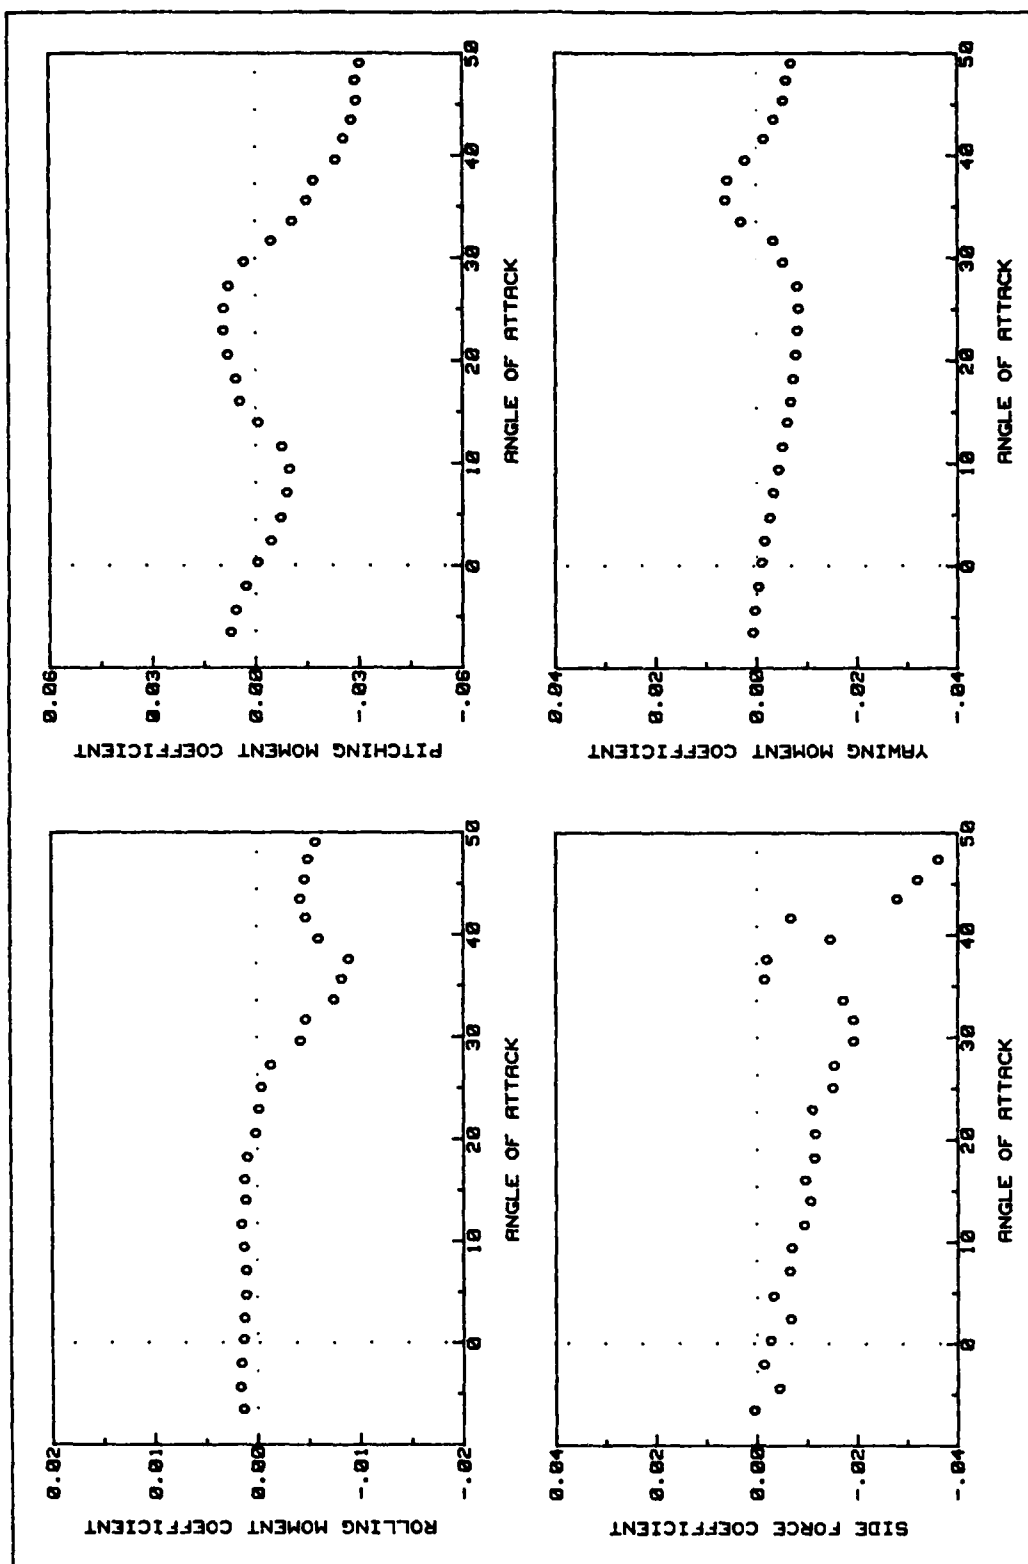 ROLLING MOMENT COEFFICIENT
0.02
0.01
0.00
-.01
-.02
0 10 20 30 40 50
ANGLE OF ATTACK
PITCHING MOMENT COEFFICIENT
0.06
0.03
0.00
-.03
-.06
0 10 20 30 40 50
ANGLE OF ATTACK
SIDE FORCE COEFFICIENT
0.04
0.02
0.00
-.02
-.04
0 10 20 30 40 50
ANGLE OF ATTACK
YAWING MOMENT COEFFICIENT
0.04
0.02
0.00
-.02
-.04
0 10 20 30 40 50
ANGLE OF ATTACK